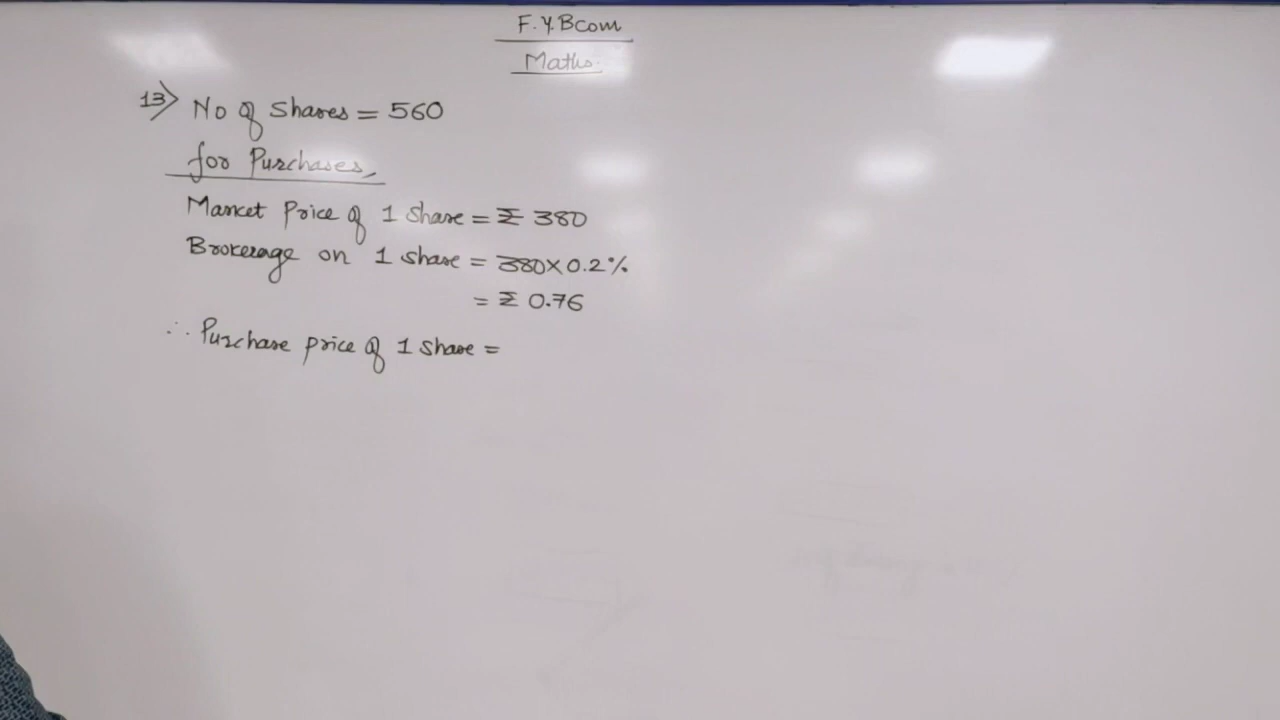 F.Y.Bcom
Maths.
13) No of shares = 560
for Purchases,
Market Price of 1 share = ₹ 380
Brokerage on 1 share = 380 × 0.2%
= ₹ 0.76
∴ Purchase price of 1 share =